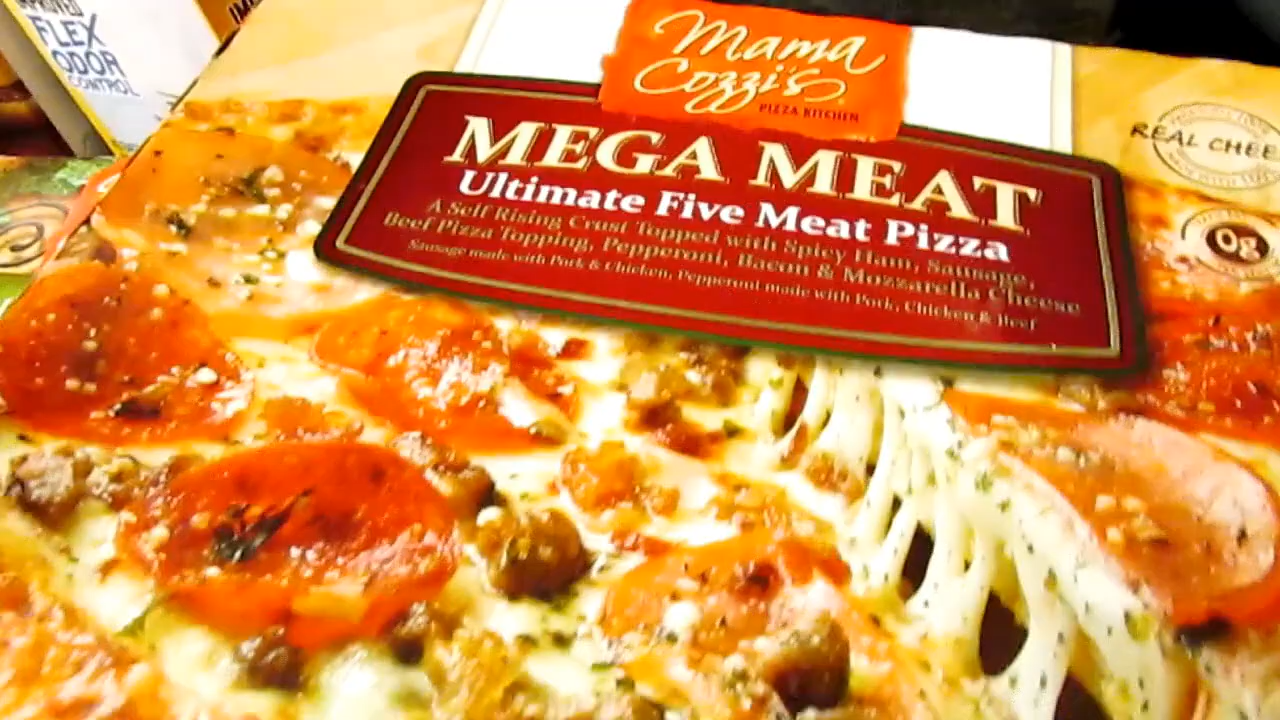 IMPROVED
FLEX
ODOR
CONTROL
Mama
Cozzi's
PIZZA KITCHEN
MEGA MEAT
Ultimate Five Meat Pizza
A Self Rising Crust Topped with Spicy Ham, Sausage,
Beef Pizza Topping, Pepperoni, Bacon & Mozzarella Cheese
Sausage made with Pork & Chicken, Pepperoni made with Pork, Chicken & Beef
REAL CHEE
0g